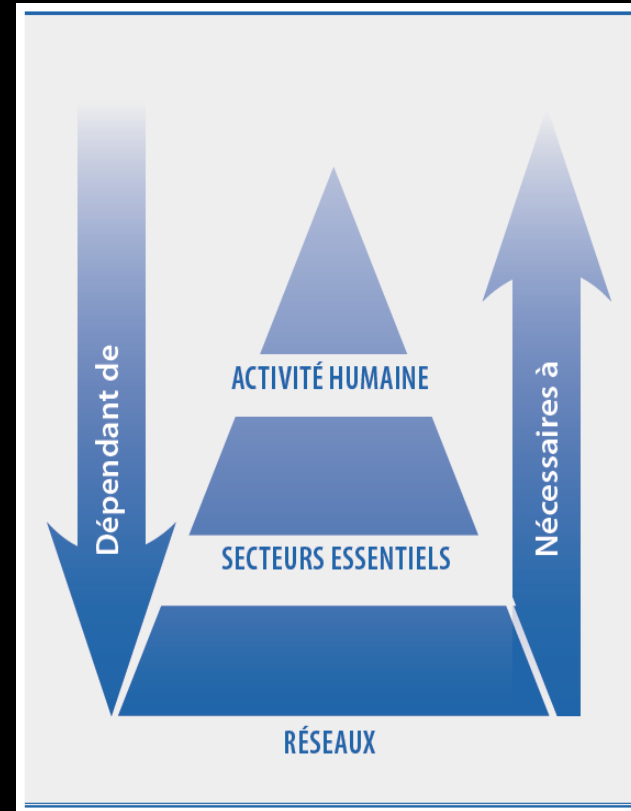 Dépendant de
ACTIVITÉ HUMAINE
SECTEURS ESSENTIELS
RÉSEAUX
Nécessaires à